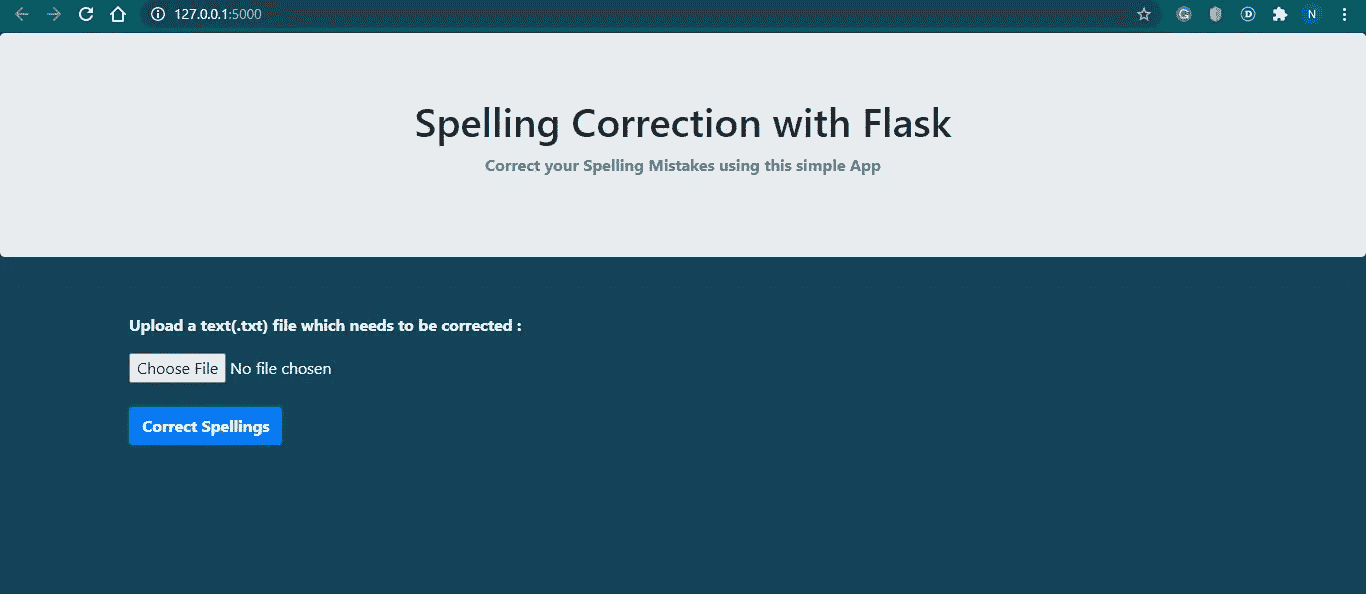 127.0.0.1:5000
N
Spelling Correction with Flask
Correct your Spelling Mistakes using this simple App
Upload a text(.txt) file which needs to be corrected :
Choose File No file chosen
Correct Spellings